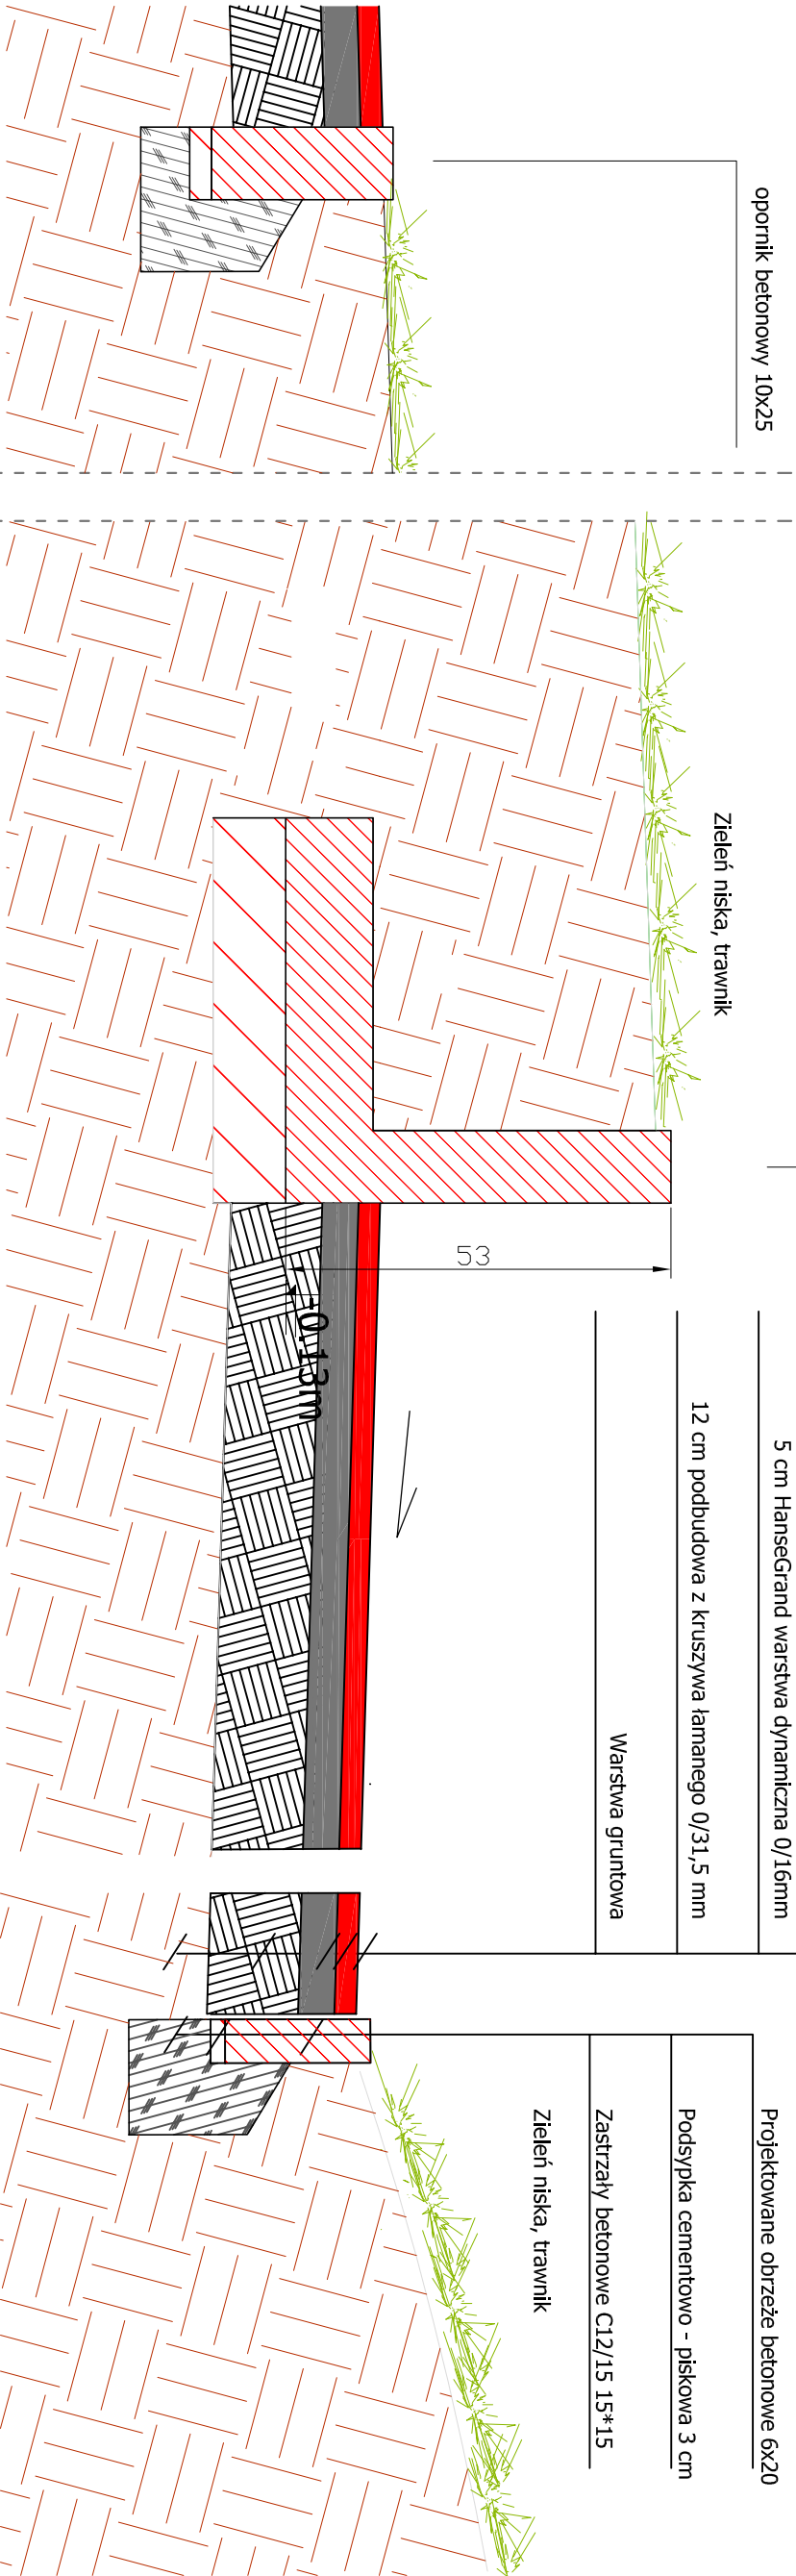 opornik betonowy 10x25
Zieleń niska, trawnik
53
-0.13m
5 cm HanseGrand warstwa dynamiczna 0/16mm
12 cm podbudowa z kruszywa łamanego 0/31,5 mm
Warstwa gruntowa
Projektowane obrzeże betonowe 6x20
Podsypka cementowo - piskowa 3 cm
Zastrzały betonowe C12/15 15*15
Zieleń niska, trawnik